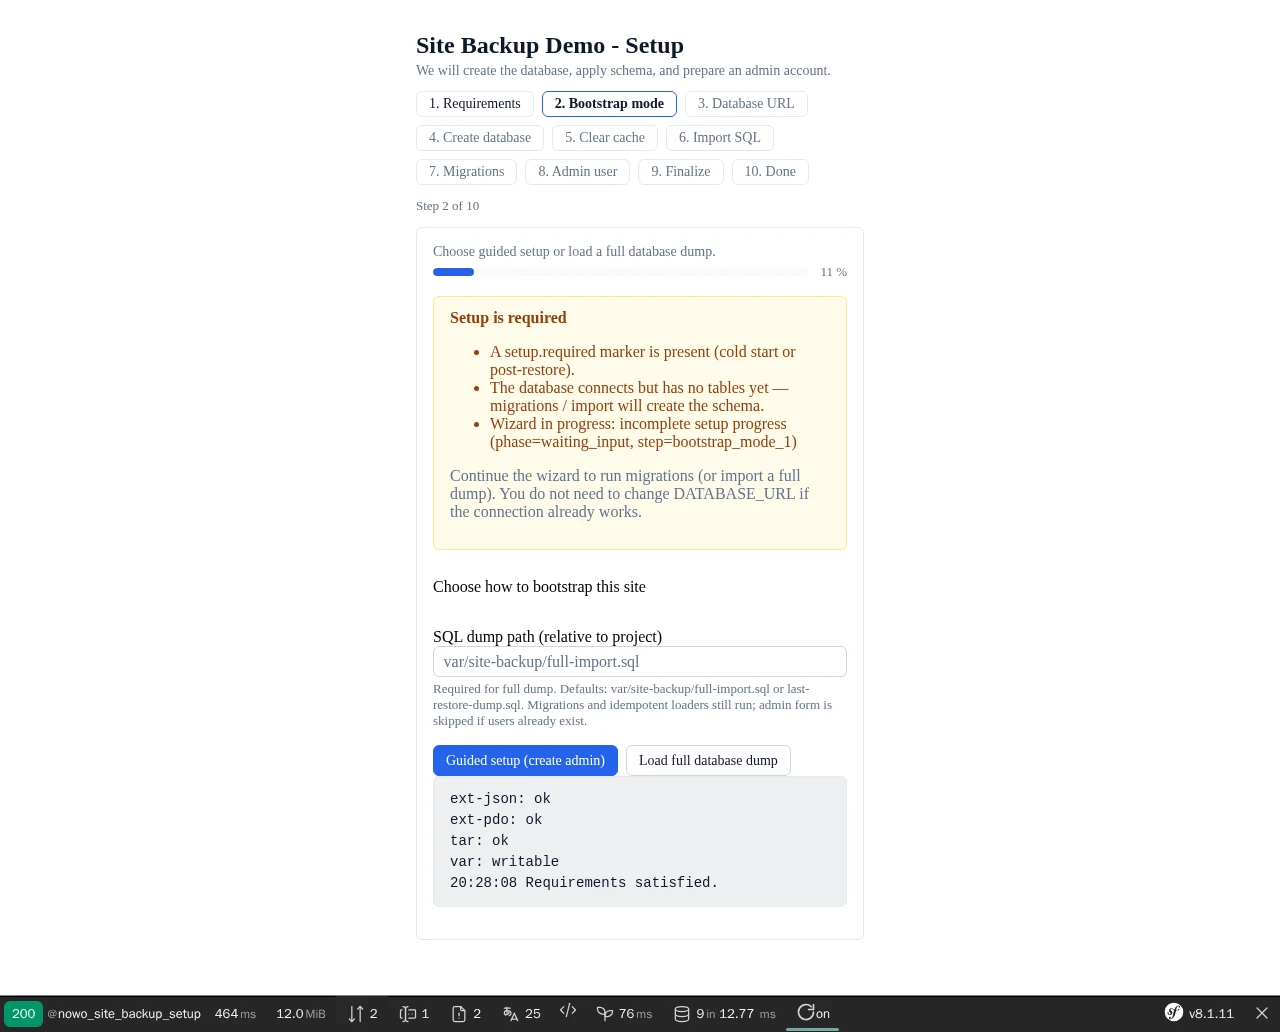 Site Backup Demo - Setup
We will create the database, apply schema, and prepare an admin account.
1. Requirements 2. Bootstrap mode 3. Database URL
4. Create database 5. Clear cache 6. Import SQL
7. Migrations 8. Admin user 9. Finalize 10. Done
Step 2 of 10
Choose guided setup or load a full database dump.
11 %
Setup is required
• A setup.required marker is present (cold start or
post-restore).
• The database connects but has no tables yet —
migrations / import will create the schema.
• Wizard in progress: incomplete setup progress
(phase=waiting_input, step=bootstrap_mode_1)
Continue the wizard to run migrations (or import a full
dump). You do not need to change DATABASE_URL if
the connection already works.
Choose how to bootstrap this site
SQL dump path (relative to project)
var/site-backup/full-import.sql
Required for full dump. Defaults: var/site-backup/full-import.sql or last-
restore-dump.sql. Migrations and idempotent loaders still run; admin form is
skipped if users already exist.
Guided setup (create admin) Load full database dump
ext-json: ok
ext-pdo: ok
tar: ok
var: writable
20:28:08 Requirements satisfied.
200 @nowo_site_backup_setup 464 ms 12.0 MiB 2 1 2 25 76 ms 9 in 12.77 ms on v8.1.11